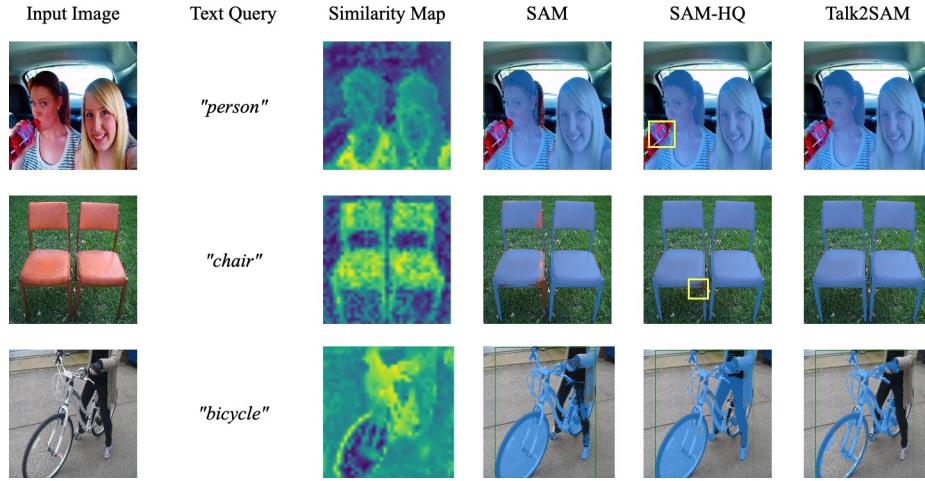 Input Image Text Query Similarity Map SAM SAM-HQ Talk2SAM
"person"
"chair"
"bicycle"